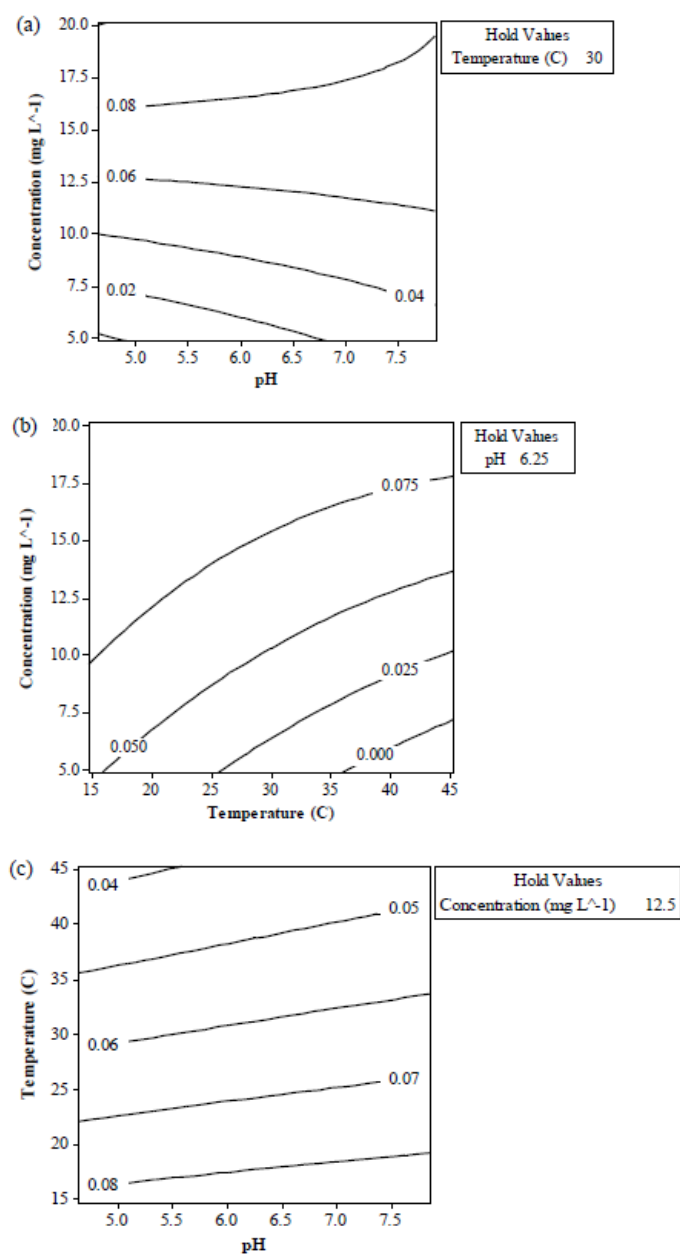 (a)
20.0
17.5
15.0
12.5
10.0
7.5
5.0
Concentration (mg L^-1)
0.08
0.06
0.02
0.04
5.0 5.5 6.0 6.5 7.0 7.5
pH
Hold Values
Temperature (C) 30
(b)
20.0
17.5
15.0
12.5
10.0
7.5
5.0
Concentration (mg L^-1)
0.075
0.025
0.050
0.000
15 20 25 30 35 40 45
Temperature (C)
Hold Values
pH 6.25
(c)
45
40
35
30
25
20
15
Temperature (C)
0.04
0.05
0.06
0.07
0.08
5.0 5.5 6.0 6.5 7.0 7.5
pH
Hold Values
Concentration (mg L^-1) 12.5